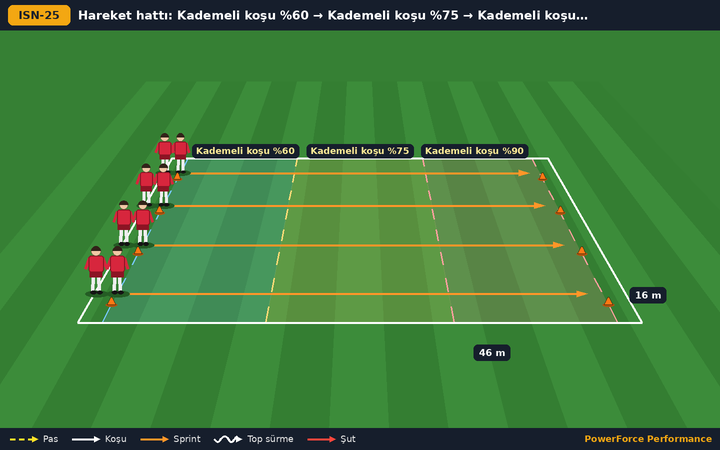 ISN-25 Hareket hattı: Kademeli koşu %60 → Kademeli koşu %75 → Kademeli koşu...
Kademeli koşu %60 Kademeli koşu %75 Kademeli koşu %90
16 m
46 m
Pas Koşu Sprint Top sürme Şut PowerForce Performance